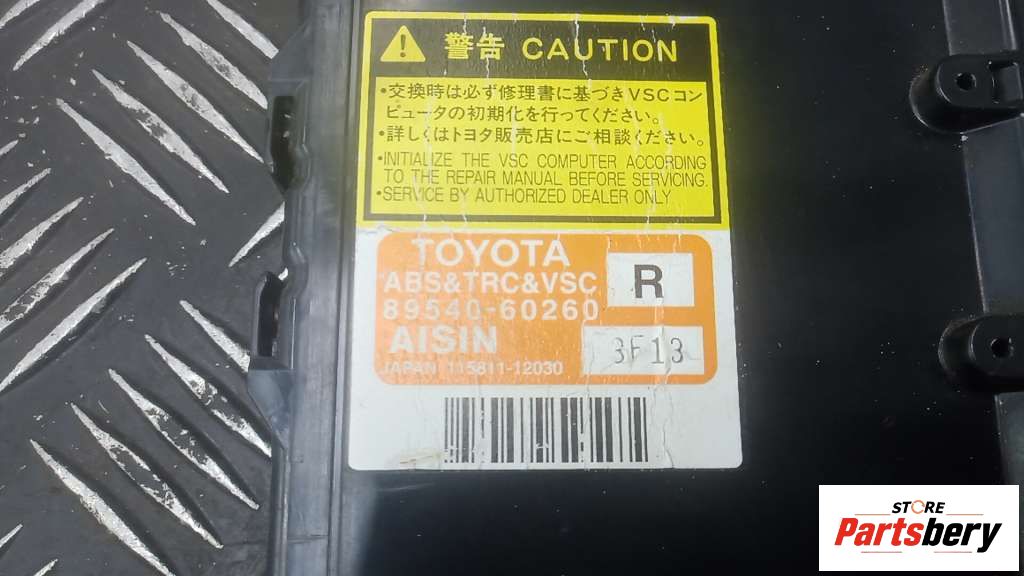 警告 CAUTION
・交換時は必ず修理書に基づきVSCコン
ピュータの初期化を行ってください。
・詳しくはトヨタ販売店にご相談ください。
・INITIALIZE THE VSC COMPUTER ACCORDING
TO THE REPAIR MANUAL BEFORE SERVICING.
・SERVICE BY AUTHORIZED DEALER ONLY
TOYOTA
ABS&TRC&VSC
R
89540-60260
AISIN
3F13
JAPAN 115811-12030
STORE
Partsbery